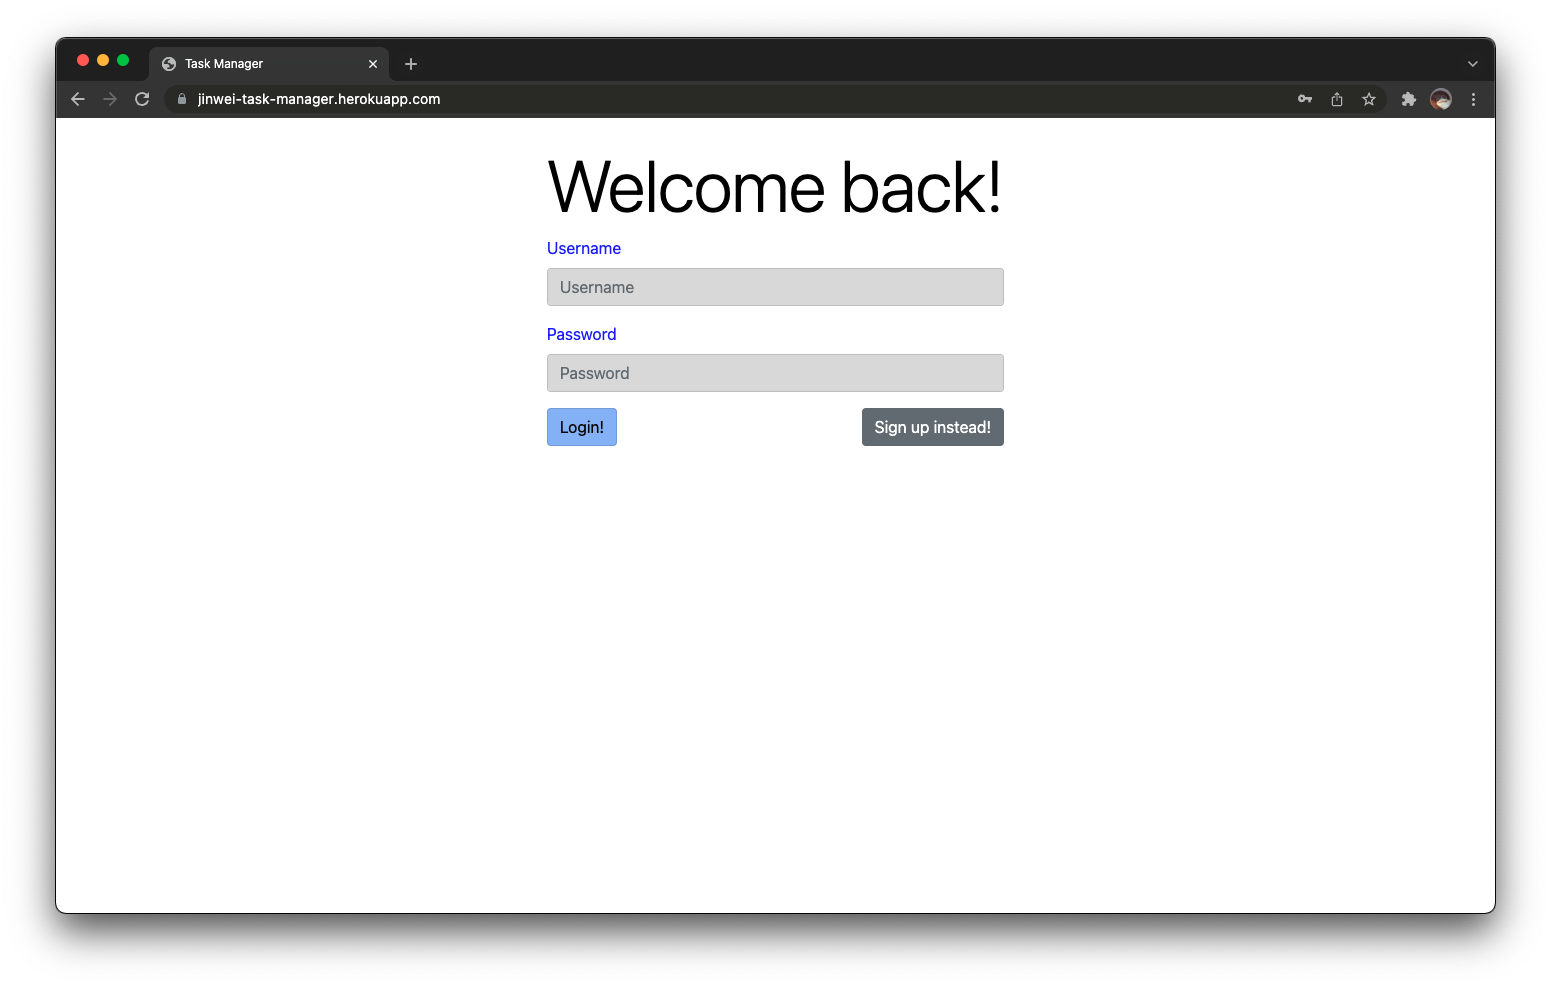 Task Manager
jinwei-task-manager.herokuapp.com
Welcome back!
Username
Username
Password
Password
Login!
Sign up instead!